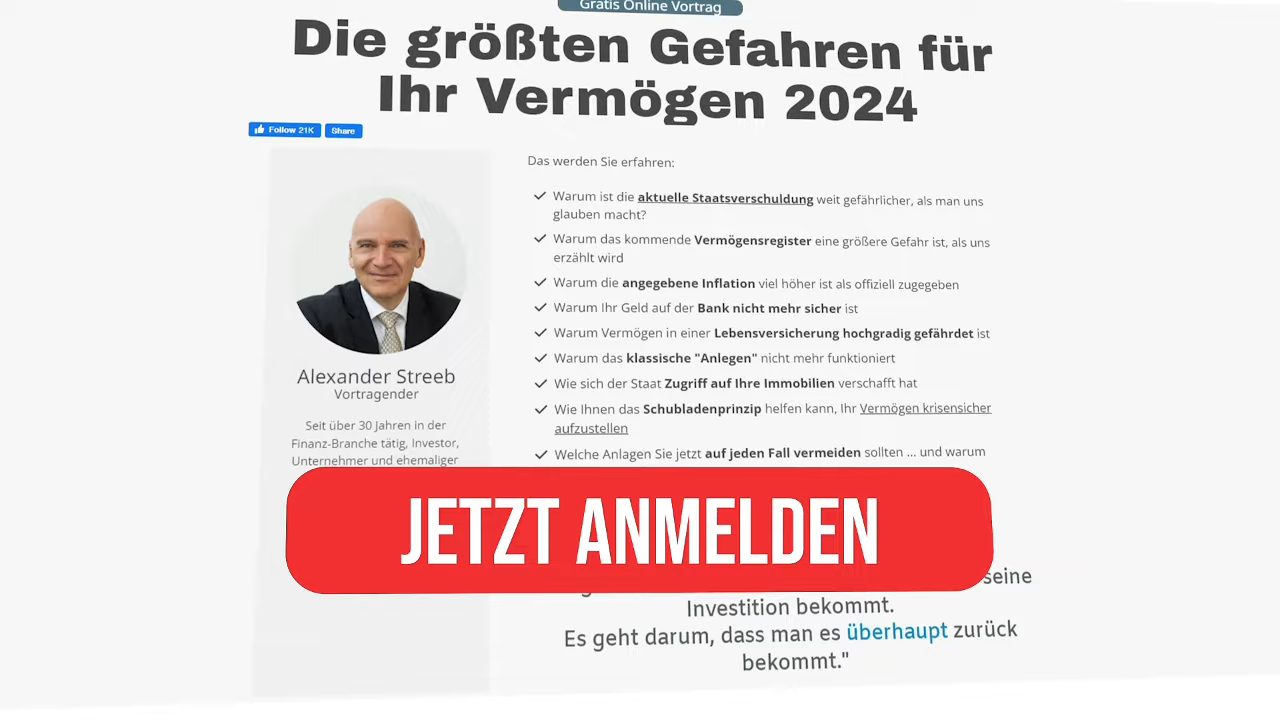 Gratis Online Vortrag
Die größten Gefahren für
Ihr Vermögen 2024
Follow 21K
Share
Das werden Sie erfahren:
Warum ist die aktuelle Staatsverschuldung weit gefährlicher, als man uns
glauben macht?
Warum das kommende Vermögensregister eine größere Gefahr ist, als uns
erzählt wird
Warum die angegebene Inflation viel höher ist als offiziell zugegeben
Warum Ihr Geld auf der Bank nicht mehr sicher ist
Warum Vermögen in einer Lebensversicherung hochgradig gefährdet ist
Warum das klassische "Anlegen" nicht mehr funktioniert
Wie sich der Staat Zugriff auf Ihre Immobilien verschafft hat
Wie Ihnen das Schubladenprinzip helfen kann, Ihr Vermögen krisensicher
aufzustellen
Welche Anlagen Sie jetzt auf jeden Fall vermeiden sollten ... und warum
Alexander Streeb
Vortragender
Seit über 30 Jahren in der
Finanz-Branche tätig, Investor,
Unternehmer und ehemaliger
JETZT ANMELDEN
seine
Investition bekommt.
Es geht darum, dass man es überhaupt zurück
bekommt."